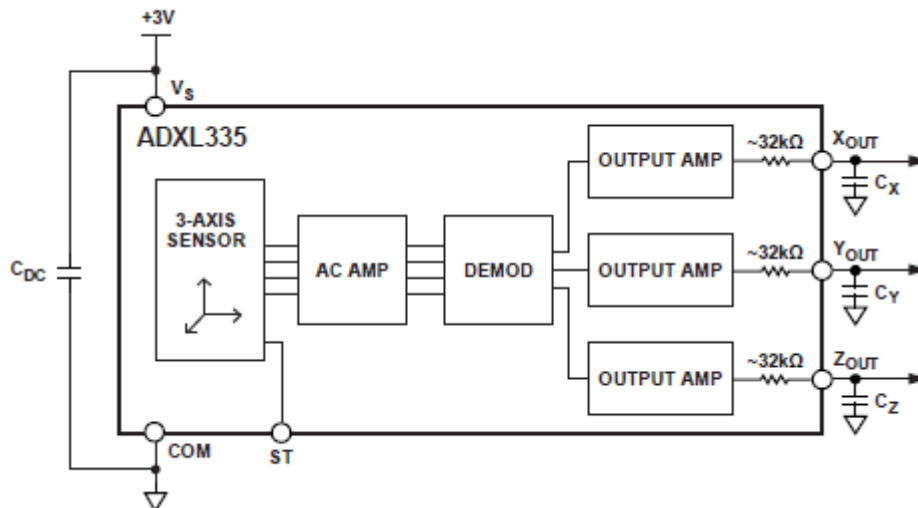 +3V
VS
ADXL335
3-AXIS
SENSOR
AC AMP
DEMOD
OUTPUT AMP
~32kΩ
XOUT
CX
OUTPUT AMP
~32kΩ
YOUT
CY
OUTPUT AMP
~32kΩ
ZOUT
CZ
CDC
COM
ST